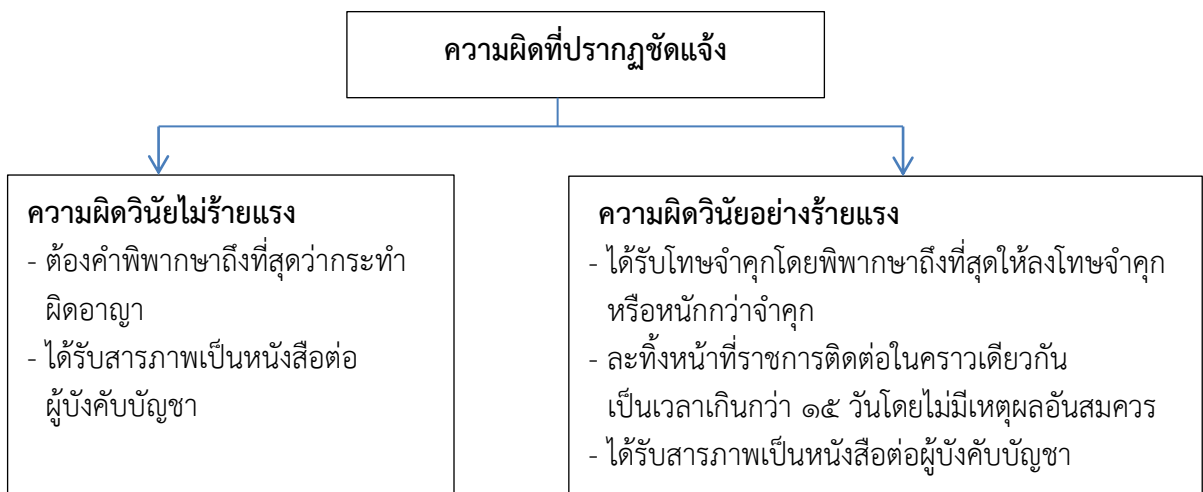 ความผิดที่ปรากฏชัดแจ้ง
ความผิดวินัยไม่ร้ายแรง
- ต้องคำพิพากษาถึงที่สุดว่ากระทำ
ผิดอาญา
- ได้รับสารภาพเป็นหนังสือต่อ
ผู้บังคับบัญชา
ความผิดวินัยอย่างร้ายแรง
- ได้รับโทษจำคุกโดยพิพากษาถึงที่สุดให้ลงโทษจำคุก
หรือหนักกว่าจำคุก
- ละทิ้งหน้าที่ราชการติดต่อในคราวเดียวกัน
เป็นเวลาเกินกว่า ๑๕ วันโดยไม่มีเหตุผลอันสมควร
- ได้รับสารภาพเป็นหนังสือต่อผู้บังคับบัญชา